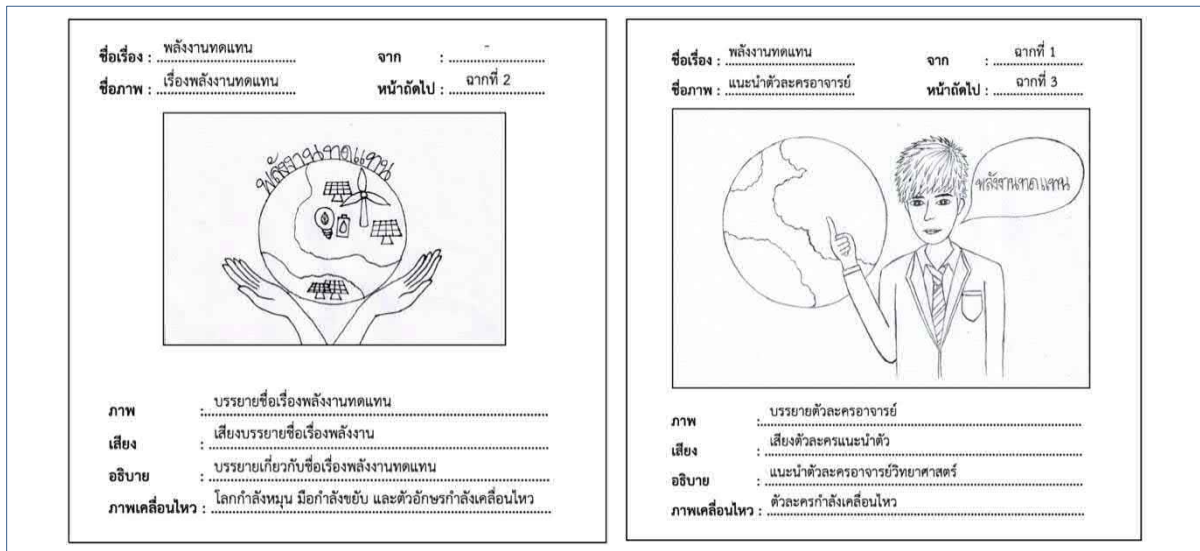 ชื่อเรื่อง : พลังงานทดแทน จาก : -
ชื่อภาพ : เรื่องพลังงานทดแทน หน้าถัดไป : ฉากที่ 2
พลังงานทดแทน
ภาพ : บรรยายชื่อเรื่องพลังงานทดแทน
เสียง : เสียงบรรยายชื่อเรื่องพลังงาน
อธิบาย : บรรยายเกี่ยวกับชื่อเรื่องพลังงานทดแทน
ภาพเคลื่อนไหว : โลกกำลังหมุน มือกำลังขยับ และตัวอักษรกำลังเคลื่อนไหว
ชื่อเรื่อง : พลังงานทดแทน จาก : ฉากที่ 1
ชื่อภาพ : แนะนำตัวละครอาจารย์ หน้าถัดไป : ฉากที่ 3
พลังงานทดแทน
ภาพ : บรรยายตัวละครอาจารย์
เสียง : เสียงตัวละครแนะนำตัว
อธิบาย : แนะนำตัวละครอาจารย์วิทยาศาสตร์
ภาพเคลื่อนไหว : ตัวละครกำลังเคลื่อนไหว